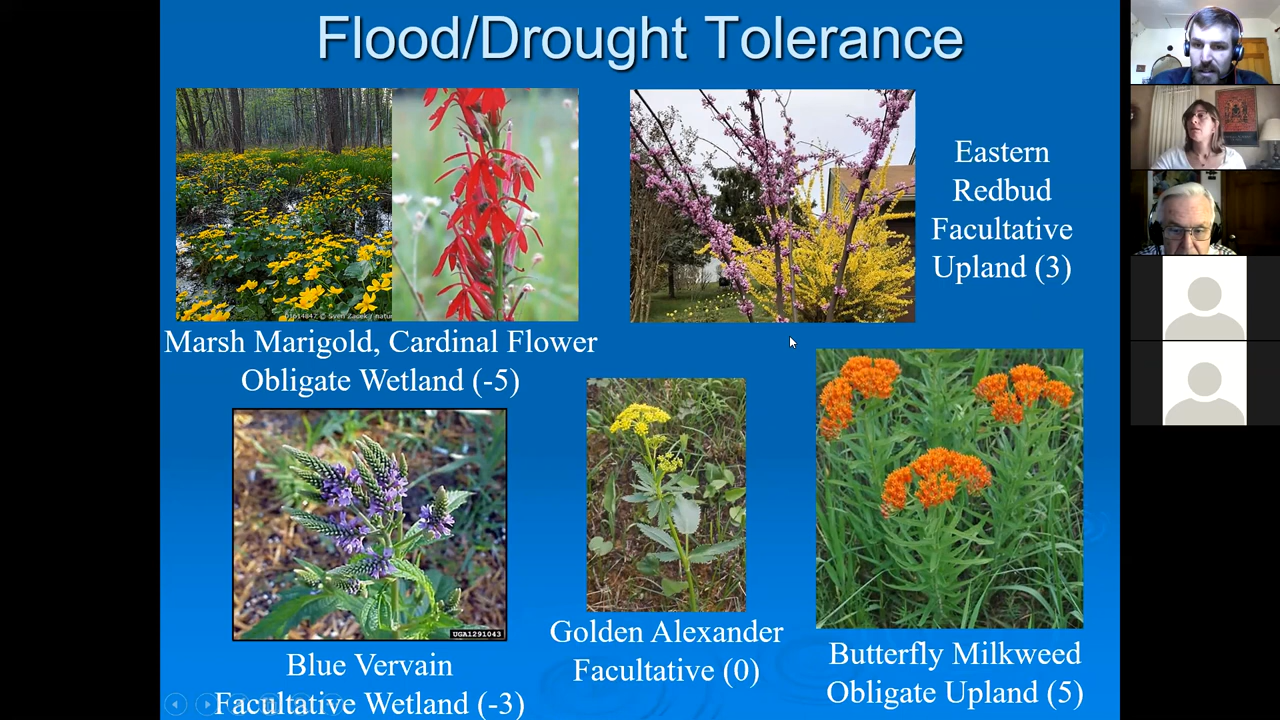 Flood/Drought Tolerance
Marsh Marigold, Cardinal Flower
Obligate Wetland (-5)
Eastern
Redbud
Facultative
Upland (3)
UGA1291043
Blue Vervain
Facultative Wetland (-3)
Golden Alexander
Facultative (0)
Butterfly Milkweed
Obligate Upland (5)